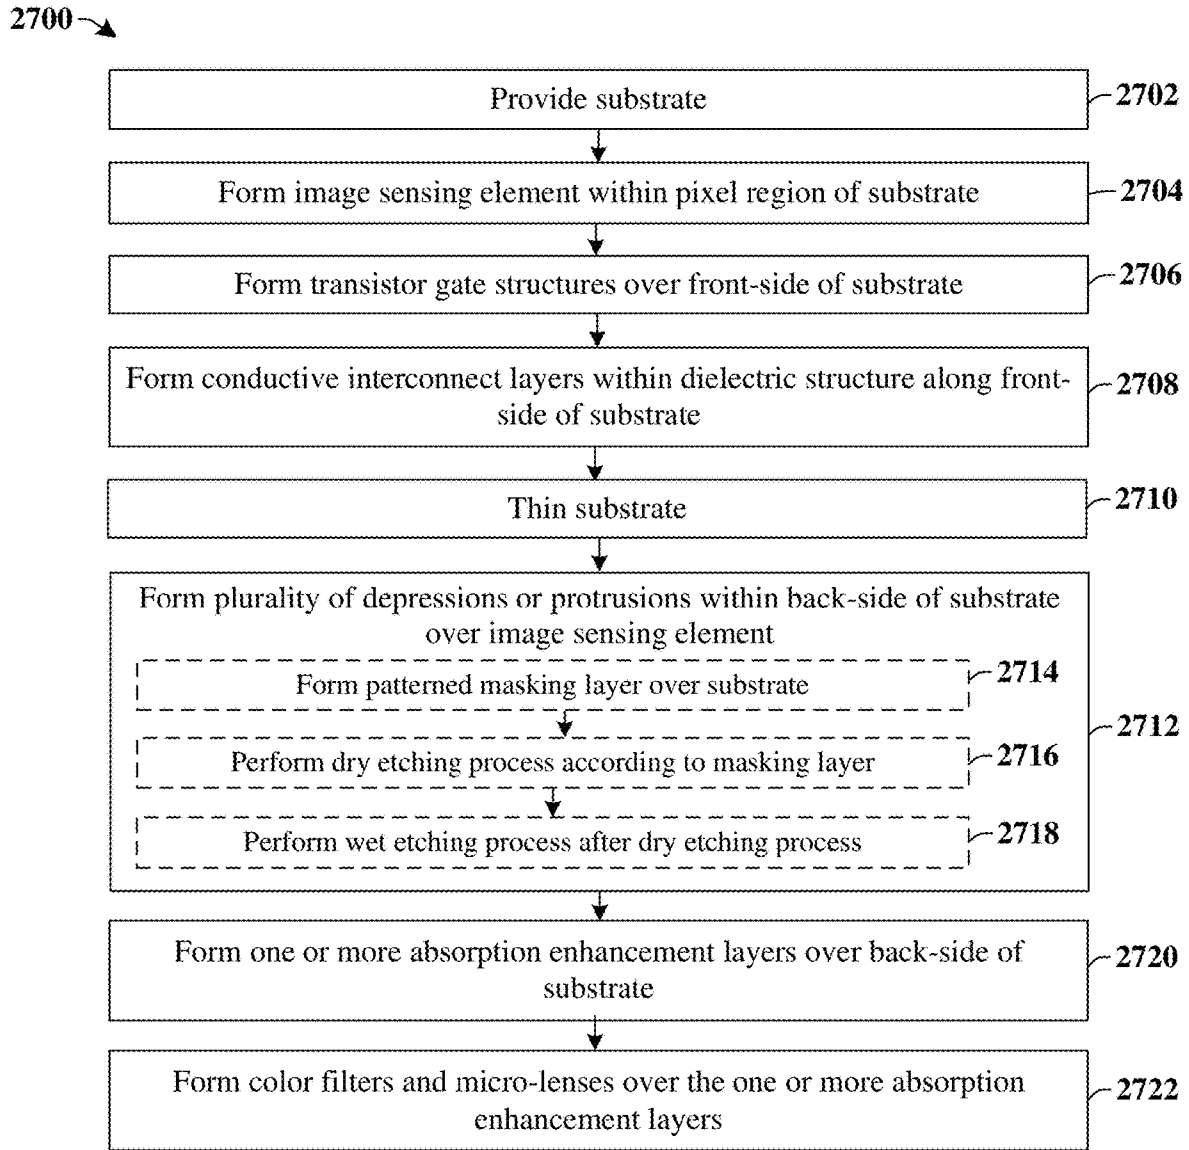 2700
Provide substrate
2702
Form image sensing element within pixel region of substrate
2704
Form transistor gate structures over front-side of substrate
2706
Form conductive interconnect layers within dielectric structure along front-
side of substrate
2708
Thin substrate
2710
Form plurality of depressions or protrusions within back-side of substrate
over image sensing element
2712
Form patterned masking layer over substrate
2714
Perform dry etching process according to masking layer
2716
Perform wet etching process after dry etching process
2718
Form one or more absorption enhancement layers over back-side of
substrate
2720
Form color filters and micro-lenses over the one or more absorption
enhancement layers
2722